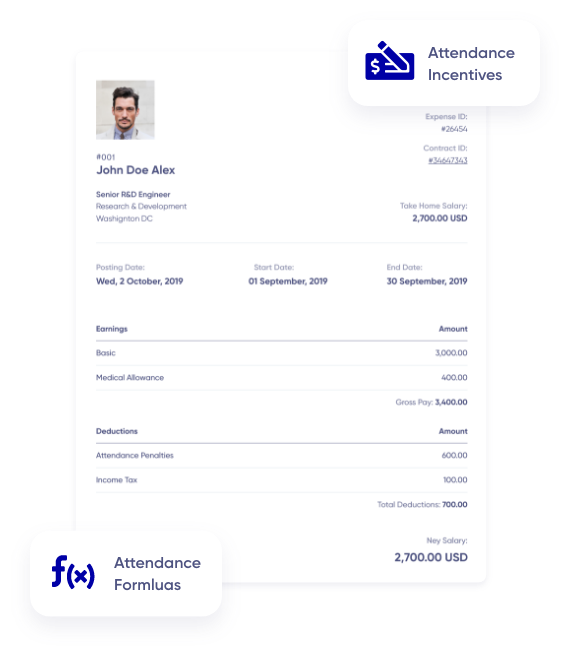 Attendance
Incentives
Expense ID:
#26454
Contract ID:
#34647343
#001
John Doe Alex
Senior R&D Engineer
Research & Development
Washignton DC
Take Home Salary:
2,700.00 USD
Posting Date: Start Date: End Date:
Wed, 2 October, 2019 01 September, 2019 30 September, 2019
Earnings Amount
Basic 3,000.00
Medical Allowance 400.00
Gross Pay: 3,400.00
Deductions Amount
Attendance Penalties 600.00
Income Tax 100.00
Total Deductions: 700.00
Ney Salary:
2,700.00 USD
f(x)
Attendance
Formluas